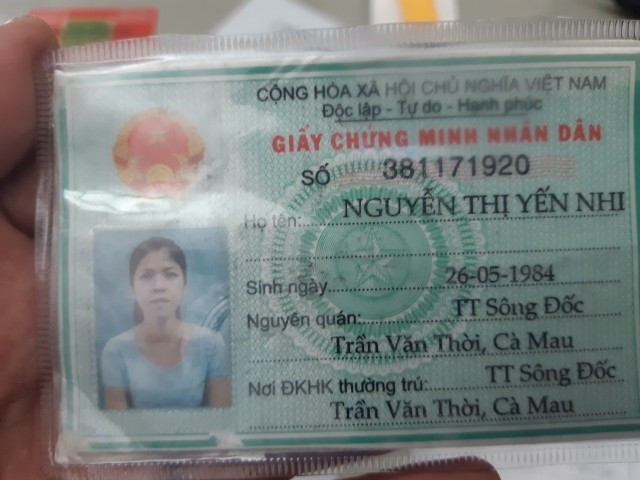 CỘNG HÒA XÃ HỘI CHỦ NGHĨA VIỆT NAM
Độc lập - Tự do - Hạnh phúc
GIẤY CHỨNG MINH NHÂN DÂN
SỐ 381171920
Họ tên: NGUYỄN THỊ YẾN NHI
Sinh ngày 26-05-1984
Nguyên quán: TT Sông Đốc
Trần Văn Thời, Cà Mau
Nơi ĐKHK thường trú: TT Sông Đốc
Trần Văn Thời, Cà Mau